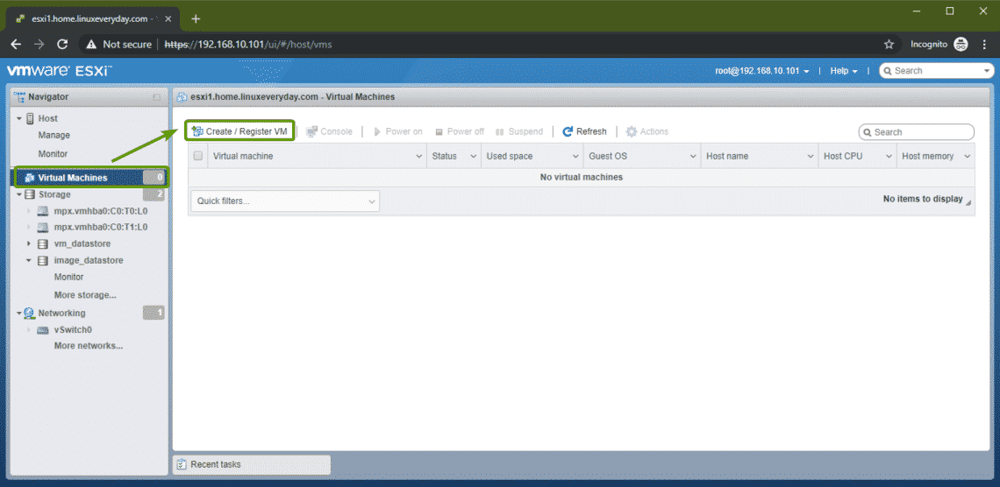 esxi1.home.linuxeveryday.com -
Not secure https://192.168.10.101/ui/#/host/vms Incognito
vmware ESXi™ root@192.168.10.101 Help Search
Navigator esxi1.home.linuxeveryday.com - Virtual Machines
Host
Manage
Monitor
Virtual Machines 0
Storage 2
mpx.vmhba0:C0:T0:L0
mpx.vmhba0:C0:T1:L0
vm_datastore
image_datastore
Monitor
More storage...
Networking 1
vSwitch0
More networks...
Create / Register VM Console Power on Power off Suspend Refresh Actions Search
Virtual machine Status Used space Guest OS Host name Host CPU Host memory
No virtual machines
Quick filters... No items to display
Recent tasks